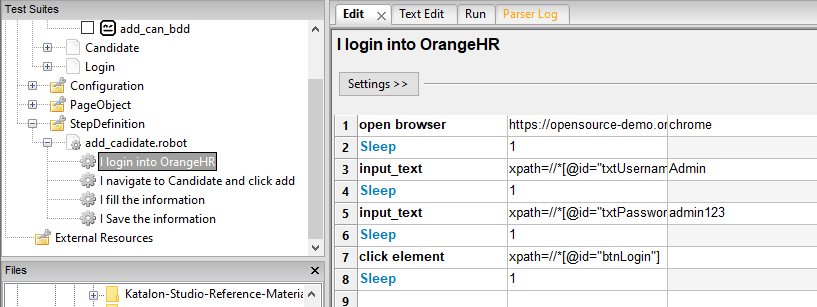 Test Suites
add_can_bdd
Candidate
Login
Configuration
PageObject
StepDefinition
add_cadidate.robot
I login into OrangeHR
I navigate to Candidate and click add
I fill the information
I Save the information
External Resources
Files
Katalon-Studio-Reference-Materia
Edit Text Edit Run Parser Log
I login into OrangeHR
Settings >>
1 open browser https://opensource-demo.or chrome
2 Sleep 1
3 input_text xpath=//*[@id="txtUsernam Admin
4 Sleep 1
5 input_text xpath=//*[@id="txtPasswo admin123
6 Sleep 1
7 click element xpath=//*[@id="btnLogin"]
8 Sleep 1
9